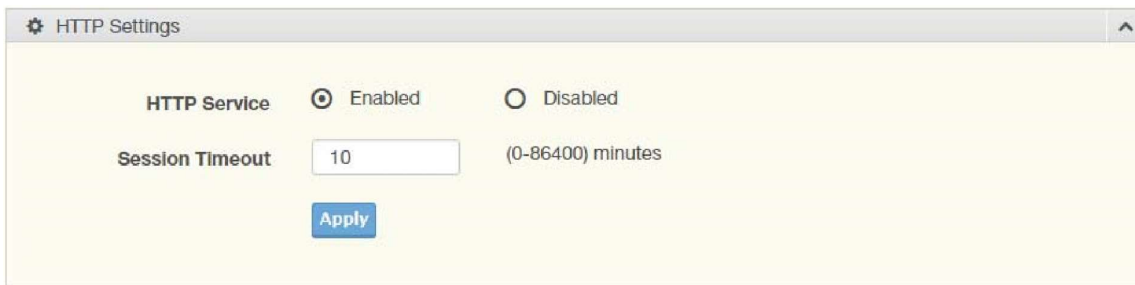 HTTP Settings
HTTP Service Enabled Disabled
Session Timeout 10 (0-86400) minutes
Apply